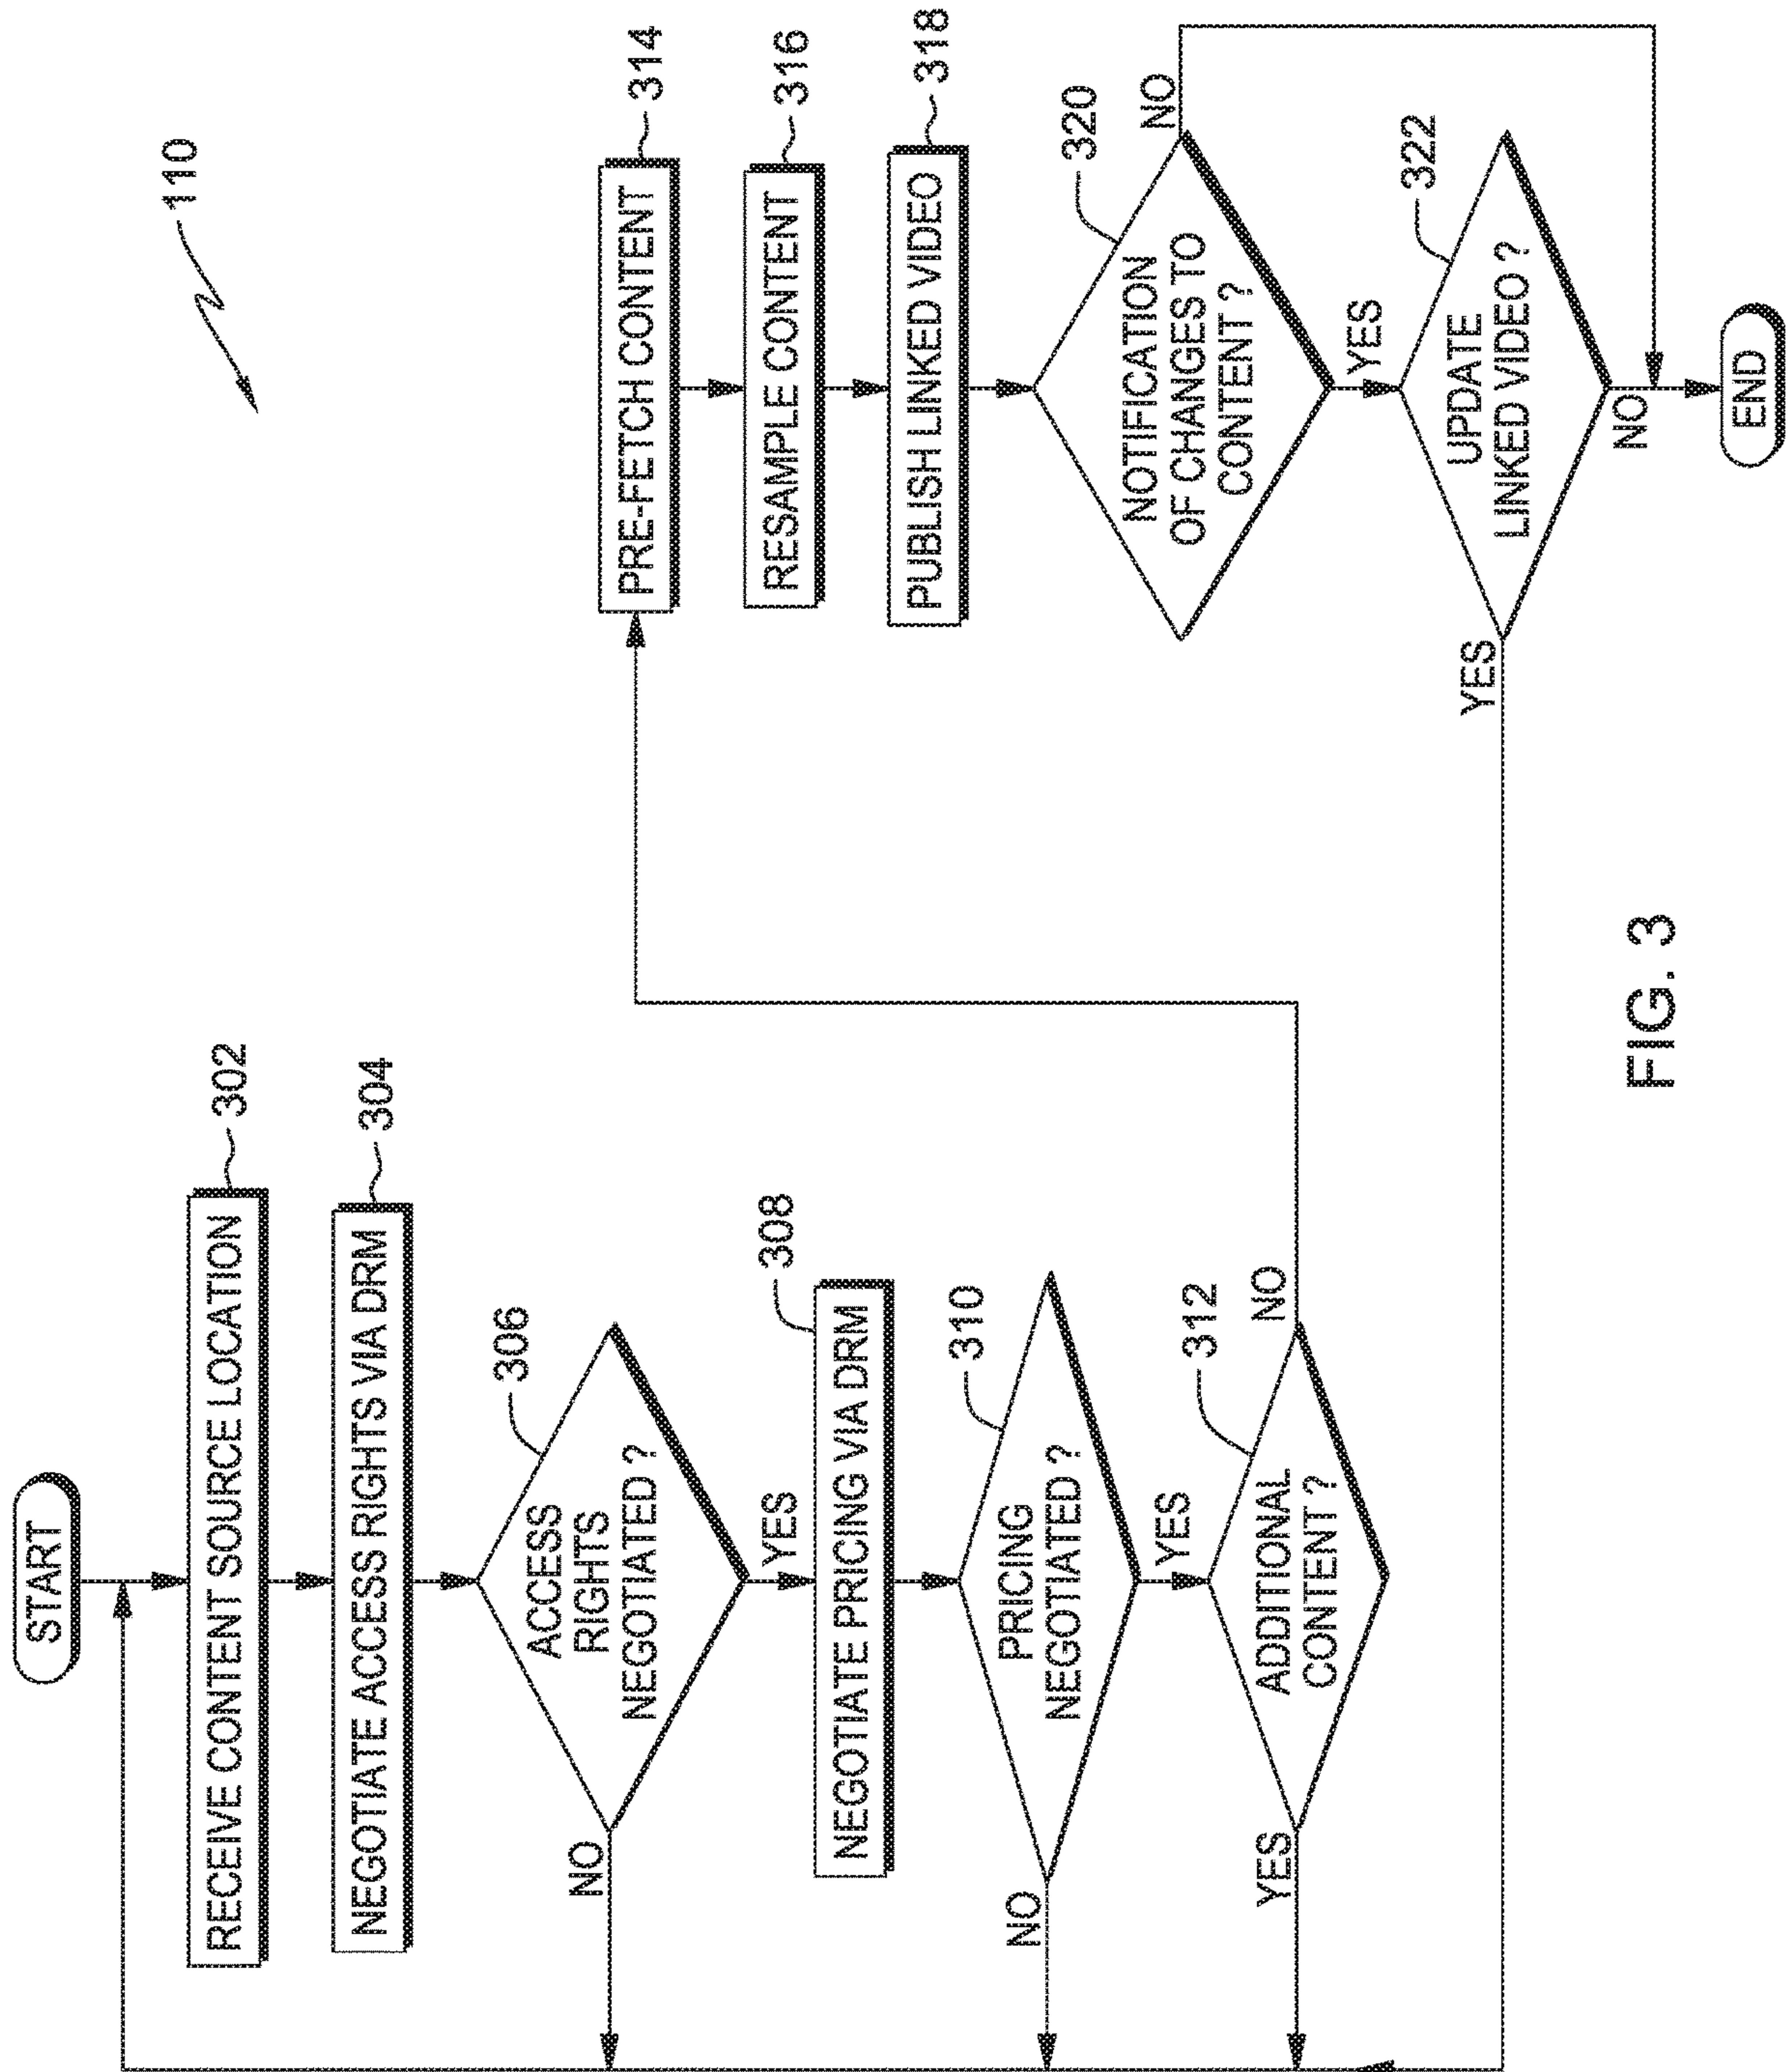 110
START
RECEIVE CONTENT SOURCE LOCATION
302
NEGOTIATE ACCESS RIGHTS VIA DRM
304
ACCESS
RIGHTS
NEGOTIATED ?
306
NO
YES
NEGOTIATE PRICING VIA DRM
308
PRICING
NEGOTIATED ?
310
NO
YES
ADDITIONAL
CONTENT ?
312
YES
NO
PRE-FETCH CONTENT
314
RESAMPLE CONTENT
316
PUBLISH LINKED VIDEO
318
NOTIFICATION
OF CHANGES TO
CONTENT ?
320
NO
YES
UPDATE
LINKED VIDEO ?
322
YES
NO
END
FIG. 3